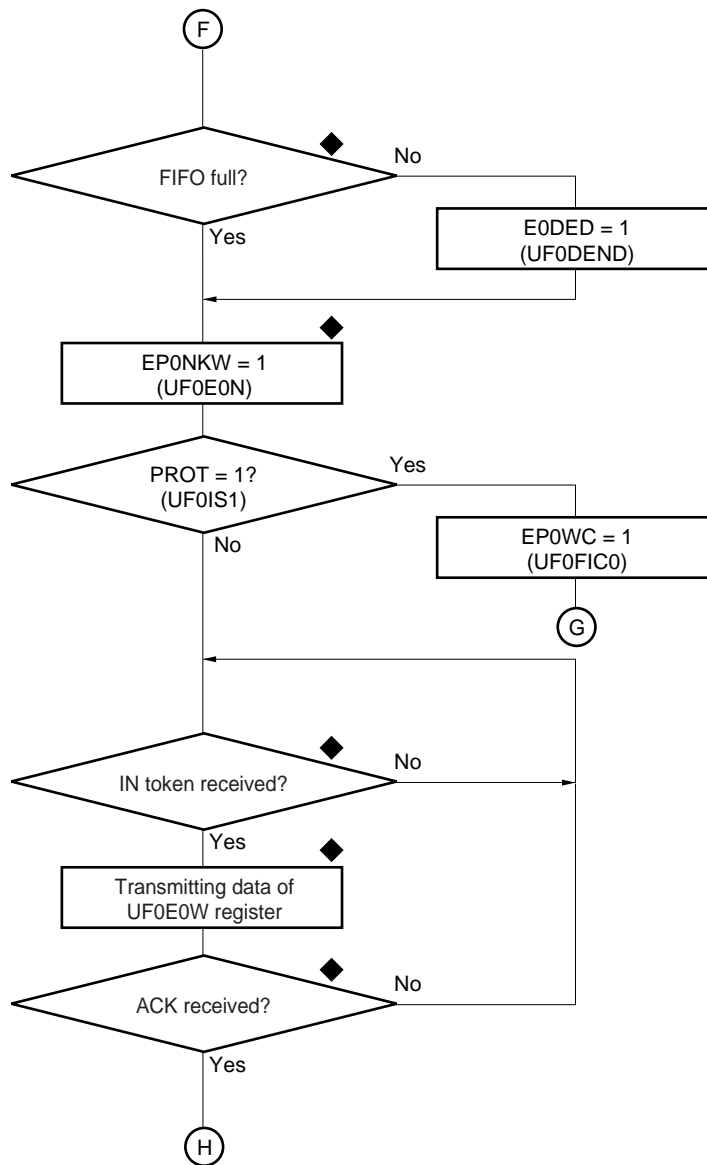 F
FIFO full?
No
Yes
E0DED = 1
(UF0DEND)
EP0NKW = 1
(UF0E0N)
PROT = 1?
(UF0IS1)
Yes
No
EP0WC = 1
(UF0FIC0)
G
IN token received?
No
Yes
Transmitting data of
UF0E0W register
ACK received?
No
Yes
H